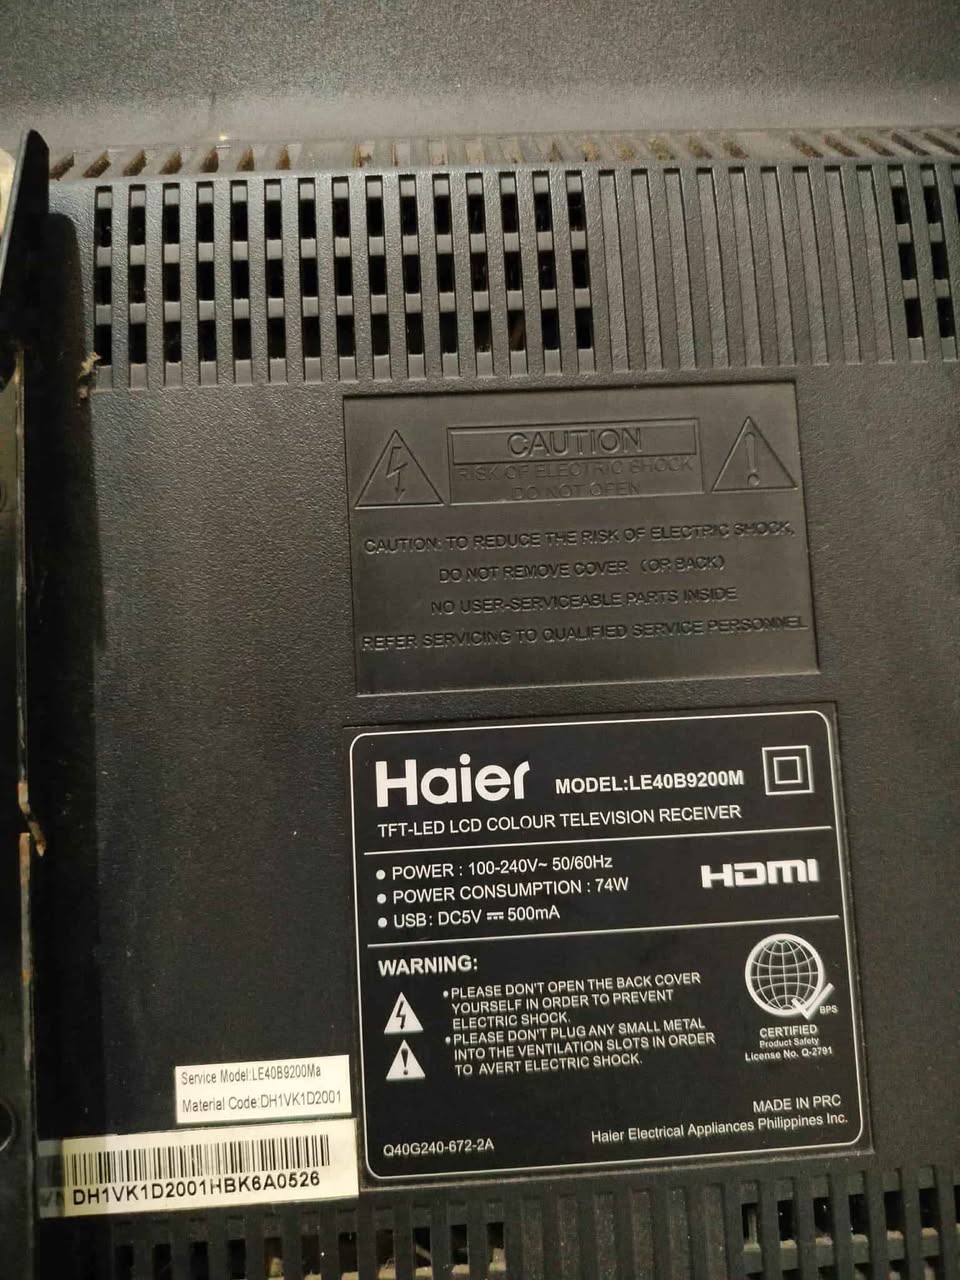 CAUTION
RISK OF ELECTRIC SHOCK
DO NOT OPEN
CAUTION: TO REDUCE THE RISK OF ELECTRIC SHOCK,
DO NOT REMOVE COVER (OR BACK)
NO USER-SERVICEABLE PARTS INSIDE
REFER SERVICING TO QUALIFIED SERVICE PERSONNEL
Haier MODEL:LE40B9200M
TFT-LED LCD COLOUR TELEVISION RECEIVER
• POWER : 100-240V~ 50/60Hz
• POWER CONSUMPTION : 74W
• USB: DC5V ⎓ 500mA
HDMI
WARNING:
• PLEASE DON'T OPEN THE BACK COVER
YOURSELF IN ORDER TO PREVENT
ELECTRIC SHOCK.
• PLEASE DON'T PLUG ANY SMALL METAL
INTO THE VENTILATION SLOTS IN ORDER
TO AVERT ELECTRIC SHOCK.
BPS
CERTIFIED
Product Safety
License No. Q-2791
MADE IN PRC
Q40G240-672-2A
Haier Electrical Appliances Philippines Inc.
Service Model:LE40B9200Ma
Material Code:DH1VK1D2001
DH1VK1D2001HBK6A0526